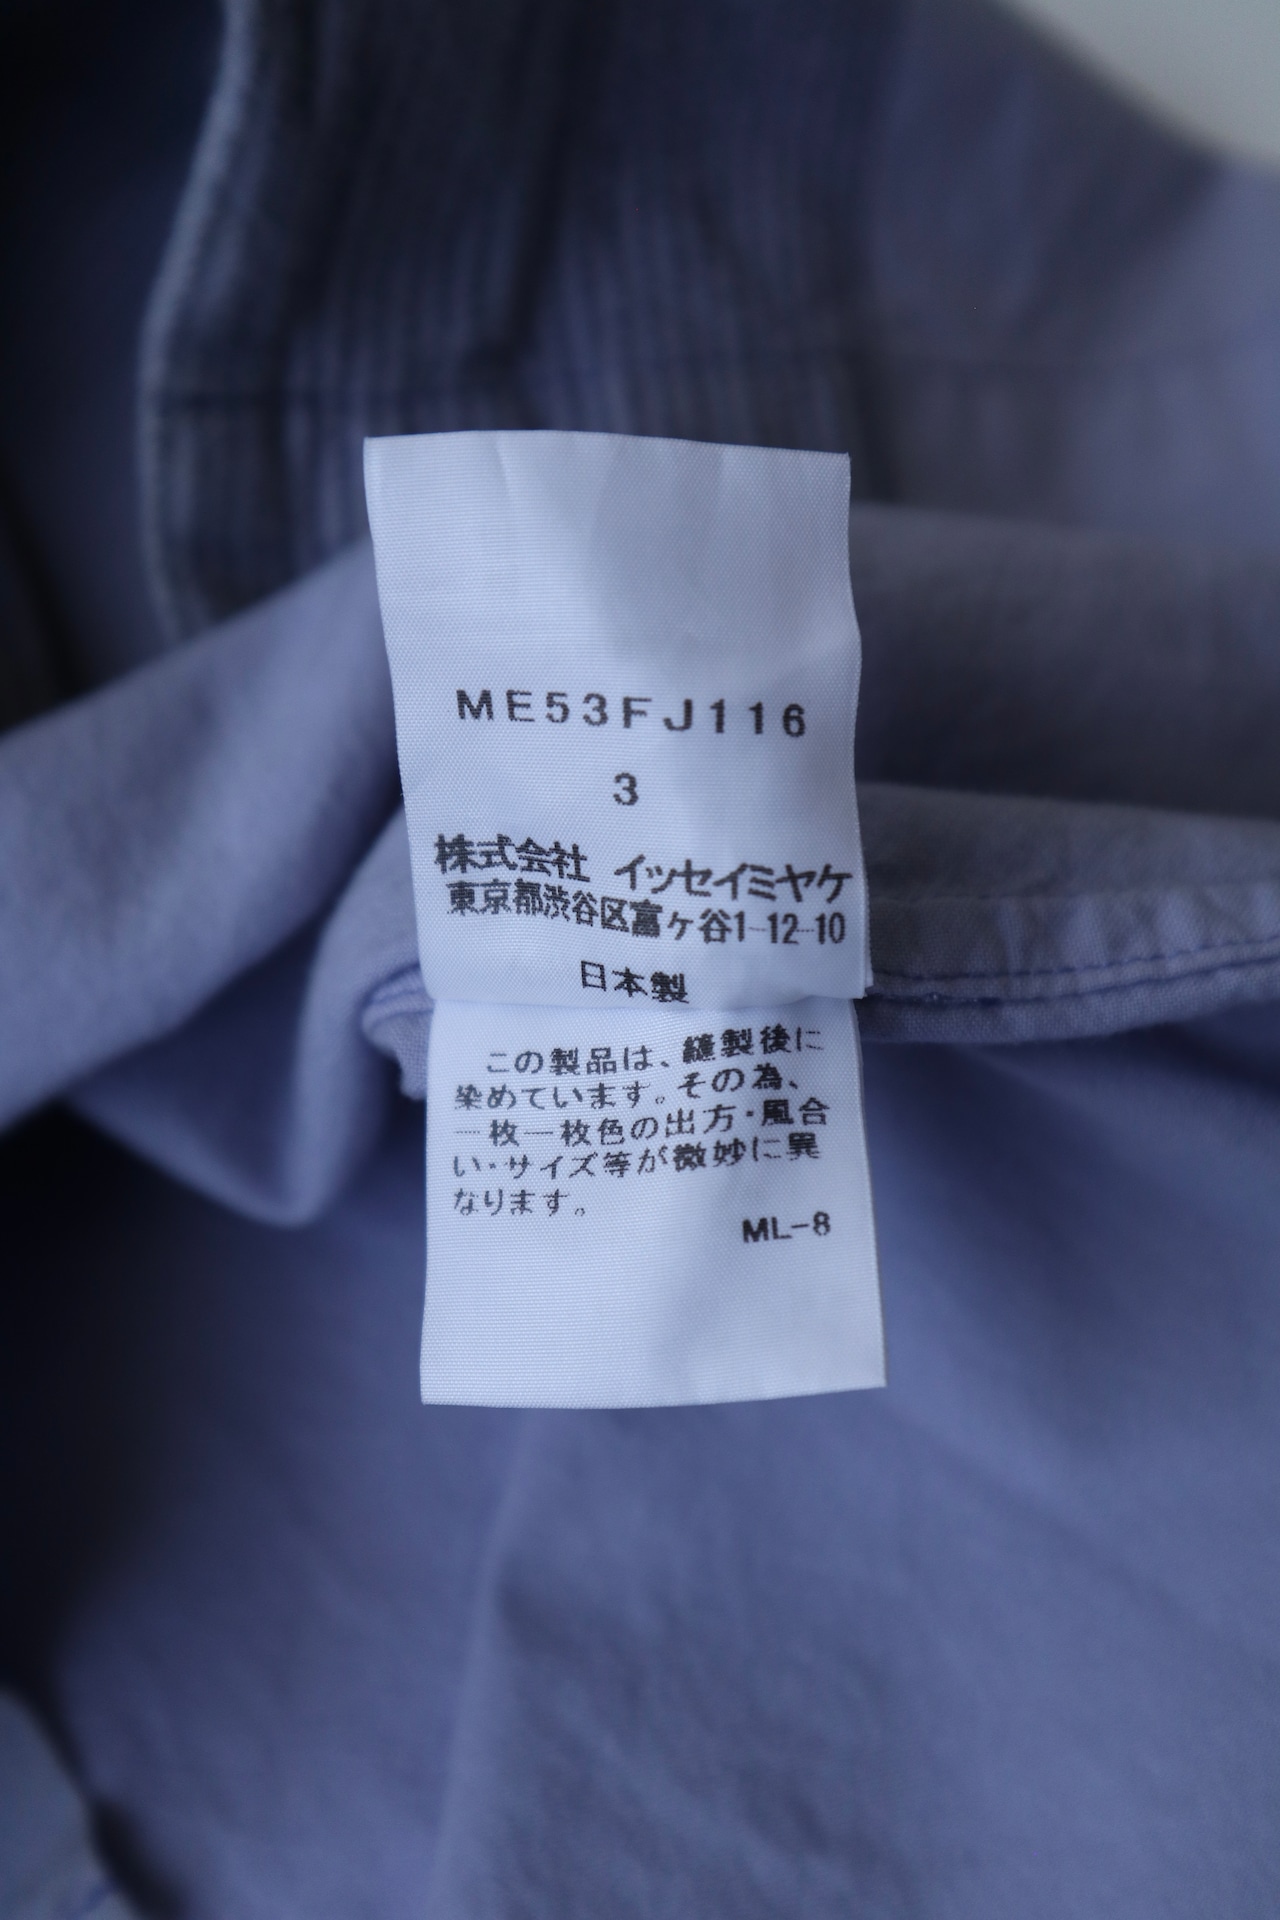 ME53FJ116
3
株式会社 イッセイミヤケ
東京都渋谷区富ヶ谷1-12-10
日本製
この製品は、縫製後に
染めています。その為、
一枚一枚色の出方・風合
い・サイズ等が微妙に異
なります。
ML-8